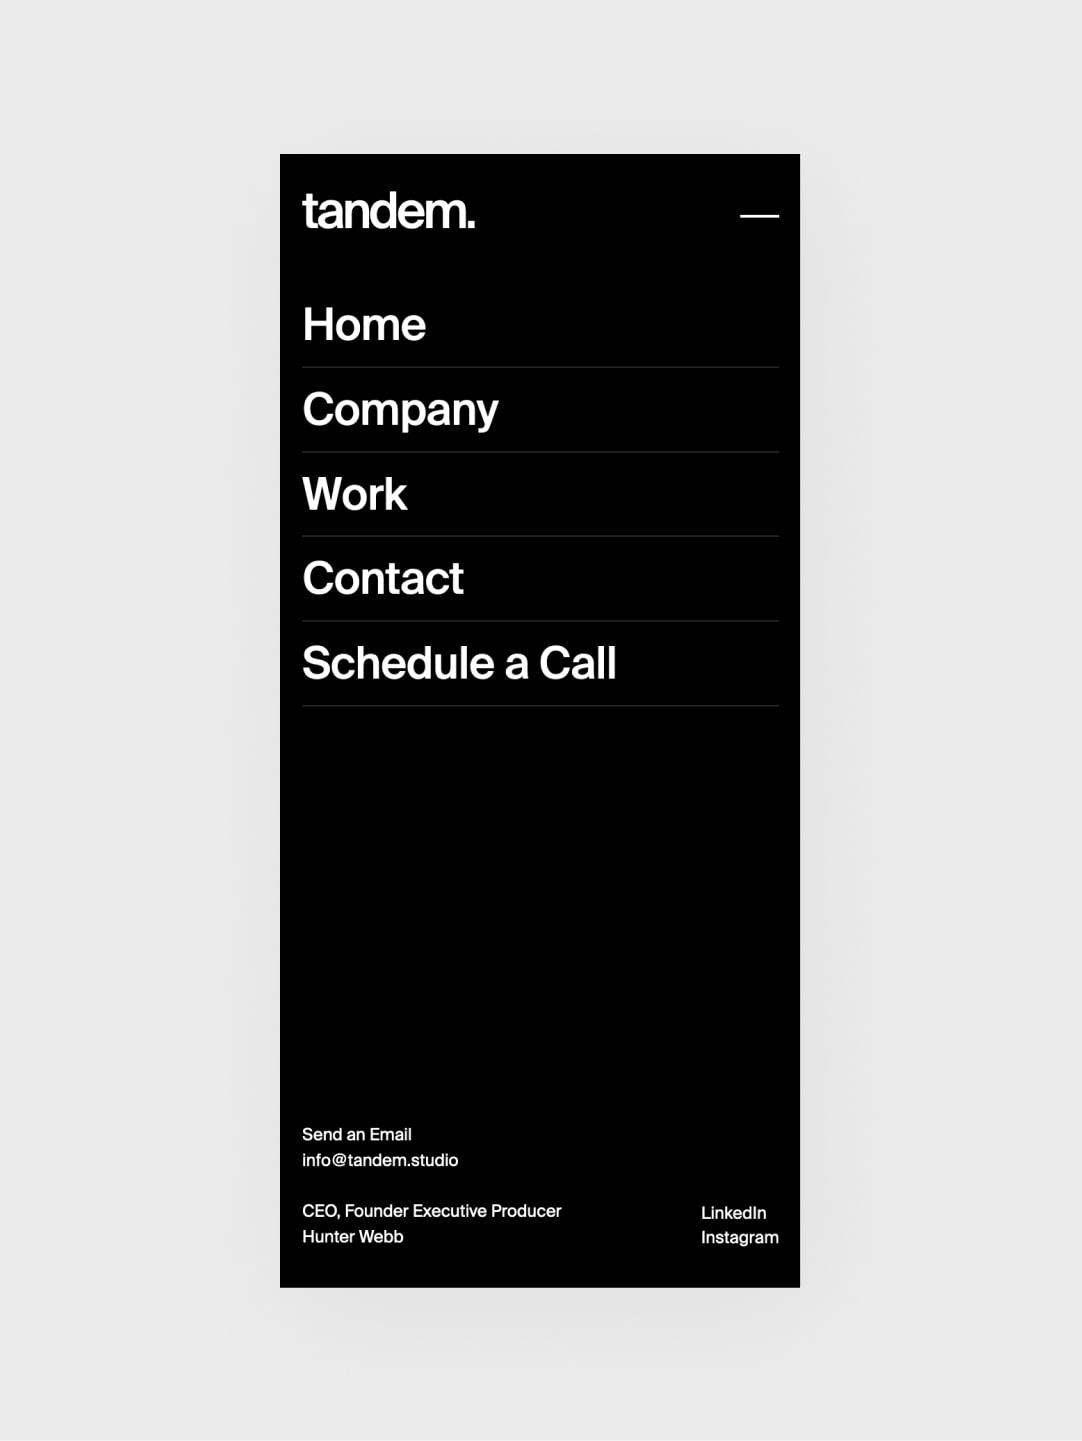 tandem.
Home
Company
Work
Contact
Schedule a Call
Send an Email
info@tandem.studio
CEO, Founder Executive Producer
Hunter Webb
LinkedIn
Instagram